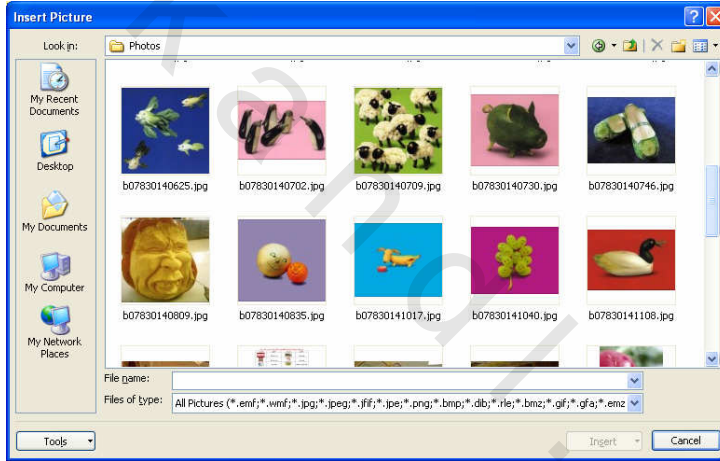 Insert Picture
Look in:
Photos
My Recent
Documents
Desktop
My Documents
My Computer
My Network
Places
b07830140625.jpg
b07830140702.jpg
b07830140709.jpg
b07830140730.jpg
b07830140746.jpg
b07830140809.jpg
b07830140835.jpg
b07830141017.jpg
b07830141040.jpg
b07830141108.jpg
File name:
Files of type:
All Pictures (*.emf;*.wmf;*.jpg;*.jpeg;*.jfif;*.jpe;*.png;*.bmp;*.dib;*.rle;*.bmz;*.gif;*.gfa;*.emz
Tools
Insert
Cancel